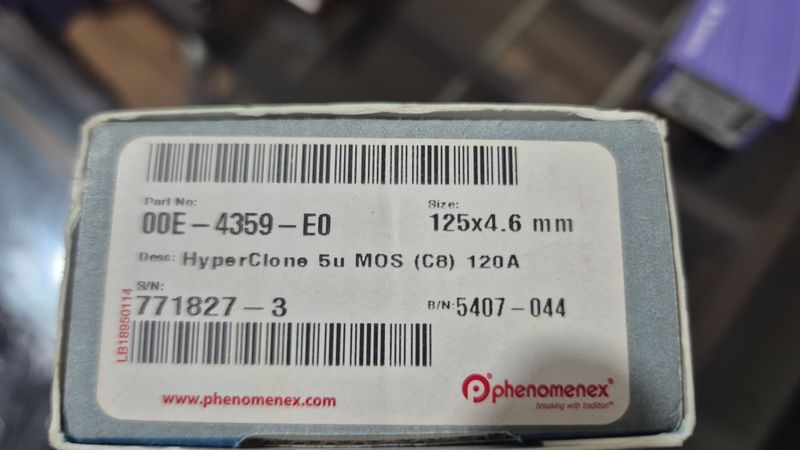 Part No: Size:
00E-4359-E0 125x4.6 mm
Desc: HyperClone 5u MOS (C8) 120A
S/N:
771827-3 B/N: 5407-044
LB18950114
www.phenomenex.com
phenomenex®
breaking with tradition™